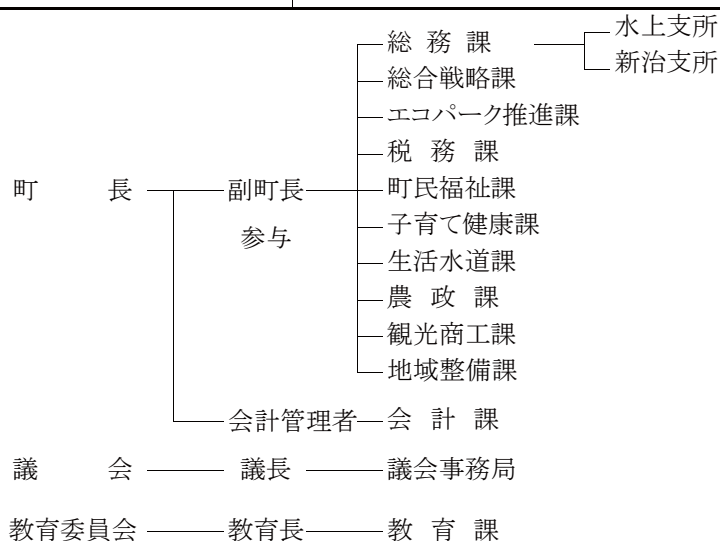 総務課 水上支所
新治支所
総合戦略課
エコパーク推進課
税務課
町長 副町長 町民福祉課
参与
子育て健康課
生活水道課
農政課
観光商工課
地域整備課
会計管理者 会計課
議会 議長 議会事務局
教育委員会 教育長 教育課